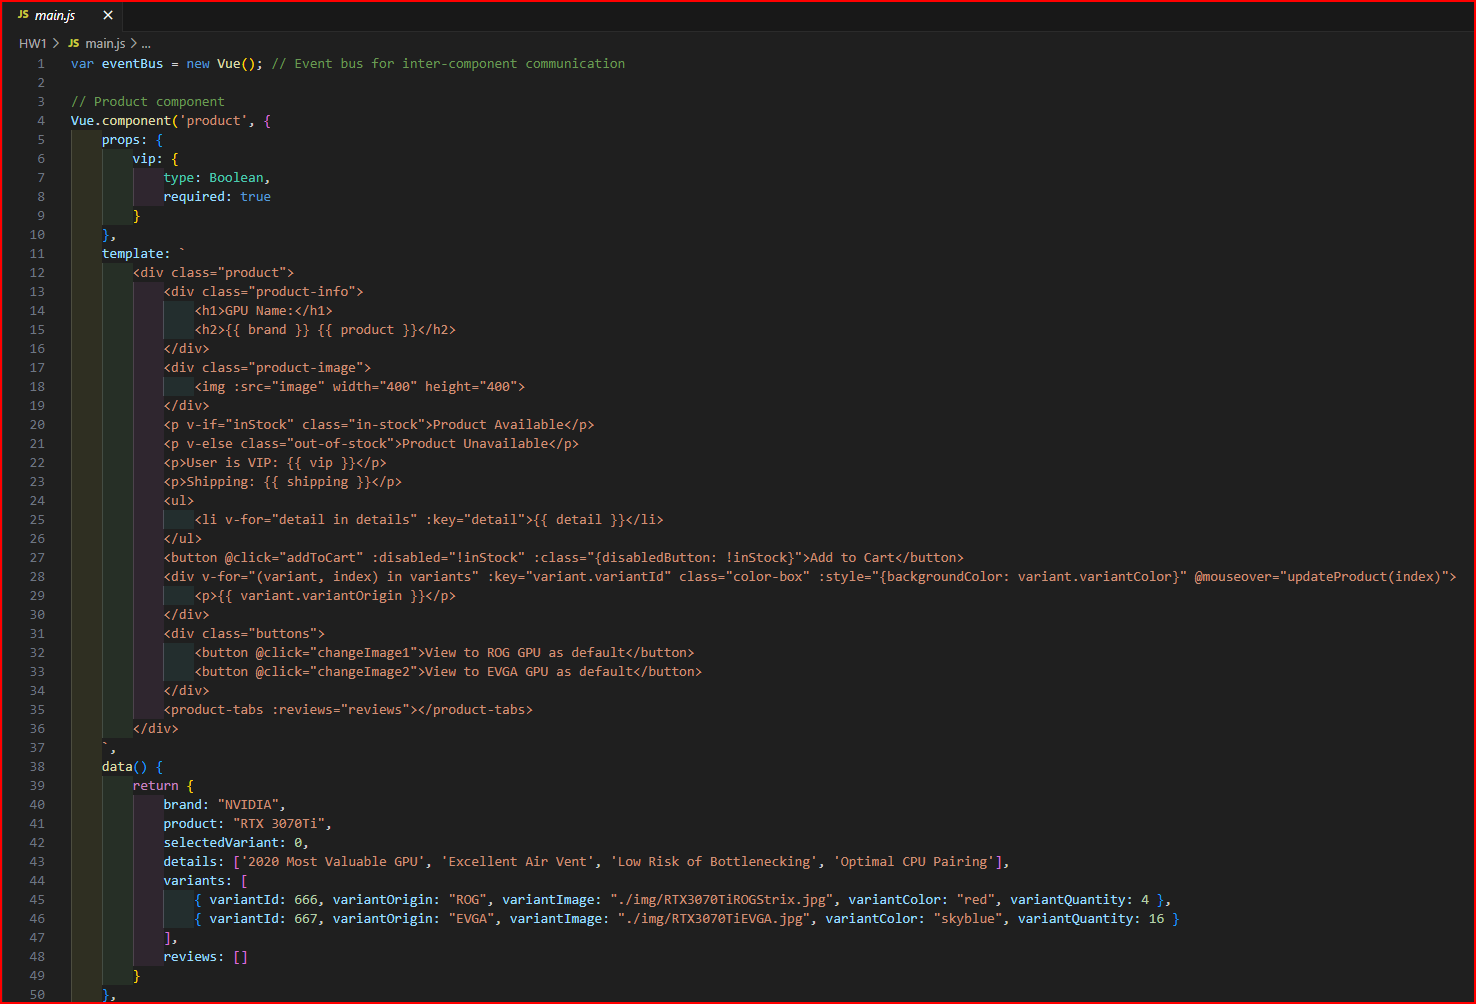 JS main.js ×
HW1 > JS main.js > ...
1 var eventBus = new Vue(); // Event bus for inter-component communication
2
3 // Product component
4 Vue.component('product', {
5     props: {
6         vip: {
7             type: Boolean,
8             required: true
9         }
10     },
11     template: `
12         <div class="product">
13             <div class="product-info">
14                 <h1>GPU Name:</h1>
15                 <h2>{{ brand }} {{ product }}</h2>
16             </div>
17             <div class="product-image">
18                 <img :src="image" width="400" height="400">
19             </div>
20             <p v-if="inStock" class="in-stock">Product Available</p>
21             <p v-else class="out-of-stock">Product Unavailable</p>
22             <p>User is VIP: {{ vip }}</p>
23             <p>Shipping: {{ shipping }}</p>
24             <ul>
25                 <li v-for="detail in details" :key="detail">{{ detail }}</li>
26             </ul>
27             <button @click="addToCart" :disabled="!inStock" :class="{disabledButton: !inStock}">Add to Cart</button>
28             <div v-for="(variant, index) in variants" :key="variant.variantId" class="color-box" :style="{backgroundColor: variant.variantColor}" @mouseover="updateProduct(index)">
29                 <p>{{ variant.variantOrigin }}</p>
30             </div>
31             <div class="buttons">
32                 <button @click="changeImage1">View to ROG GPU as default</button>
33                 <button @click="changeImage2">View to EVGA GPU as default</button>
34             </div>
35             <product-tabs :reviews="reviews"></product-tabs>
36         </div>
37     `,
38     data() {
39         return {
40             brand: "NVIDIA",
41             product: "RTX 3070Ti",
42             selectedVariant: 0,
43             details: ['2020 Most Valuable GPU', 'Excellent Air Vent', 'Low Risk of Bottlenecking', 'Optimal CPU Pairing'],
44             variants: [
45                 { variantId: 666, variantOrigin: "ROG", variantImage: "./img/RTX3070TiROGStrix.jpg", variantColor: "red", variantQuantity: 4 },
46                 { variantId: 667, variantOrigin: "EVGA", variantImage: "./img/RTX3070TiEVGA.jpg", variantColor: "skyblue", variantQuantity: 16 }
47             ],
48             reviews: []
49         }
50     },